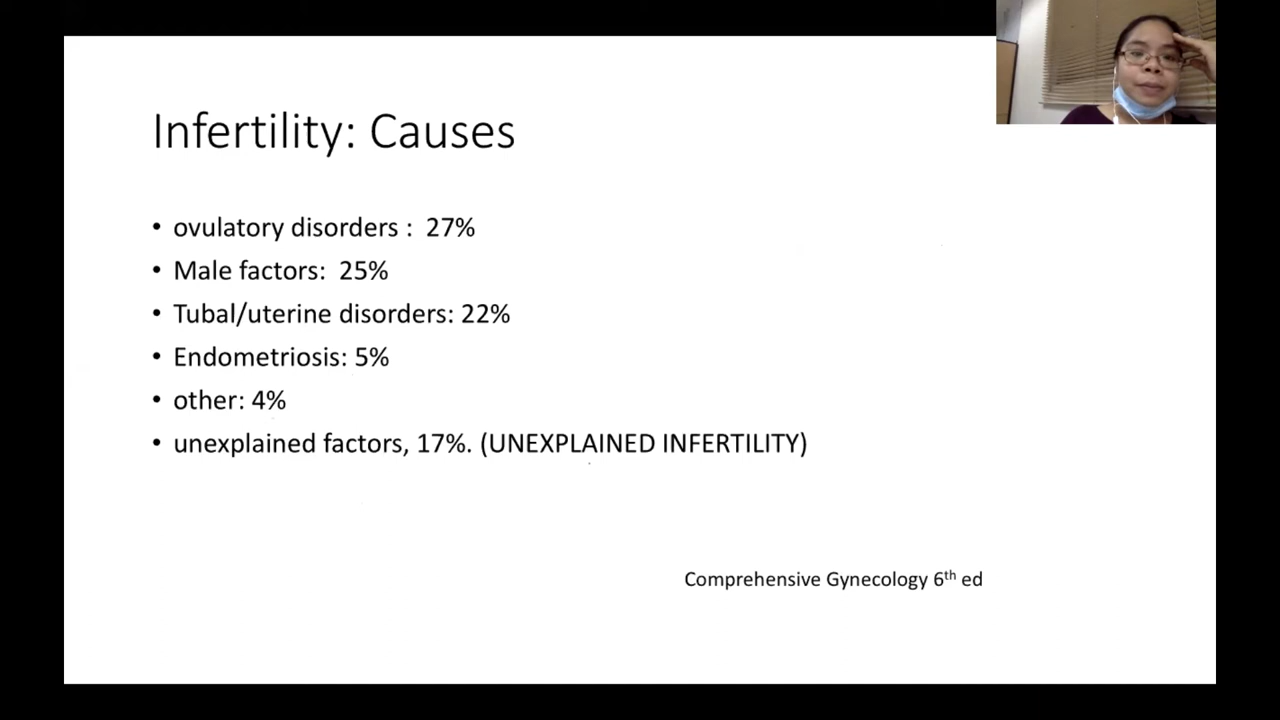 Infertility: Causes
• ovulatory disorders :  27%
• Male factors:  25%
• Tubal/uterine disorders: 22%
• Endometriosis: 5%
• other: 4%
• unexplained factors, 17%. (UNEXPLAINED INFERTILITY)
Comprehensive Gynecology 6th ed